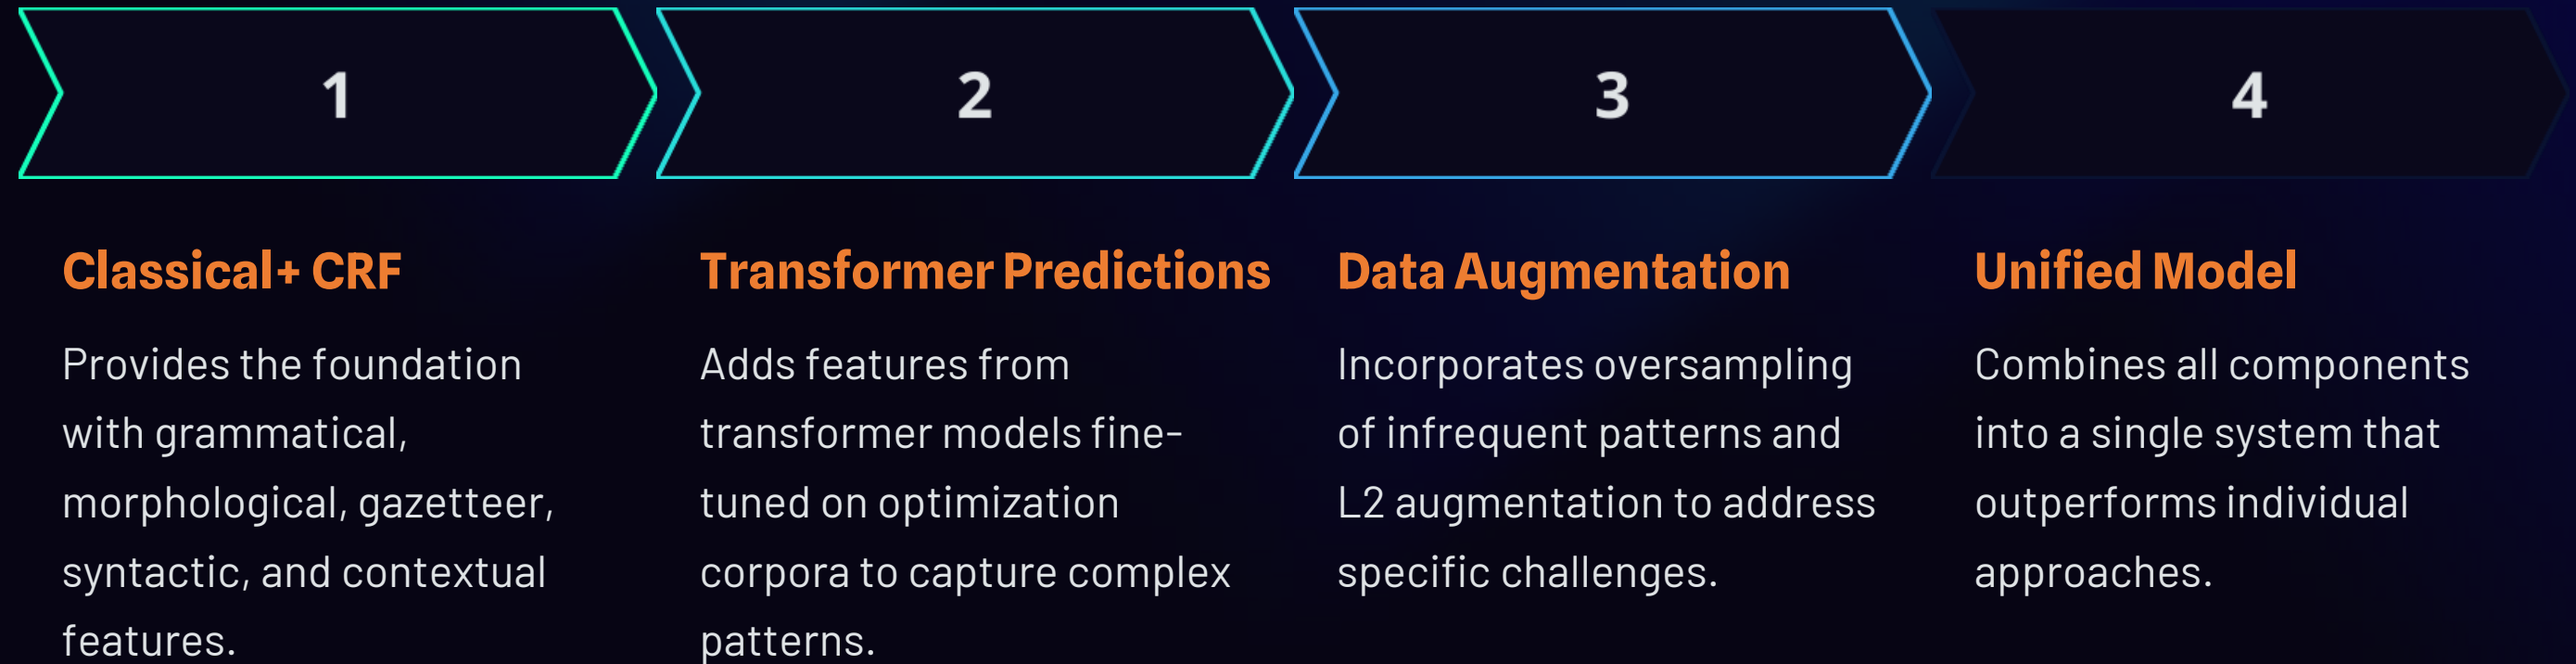 1
2
3
4
Classical+ CRF
Provides the foundation
with grammatical,
morphological, gazetteer,
syntactic, and contextual
features.
Transformer Predictions
Adds features from
transformer models fine-
tuned on optimization
corpora to capture complex
patterns.
Data Augmentation
Incorporates oversampling
of infrequent patterns and
L2 augmentation to address
specific challenges.
Unified Model
Combines all components
into a single system that
outperforms individual
approaches.